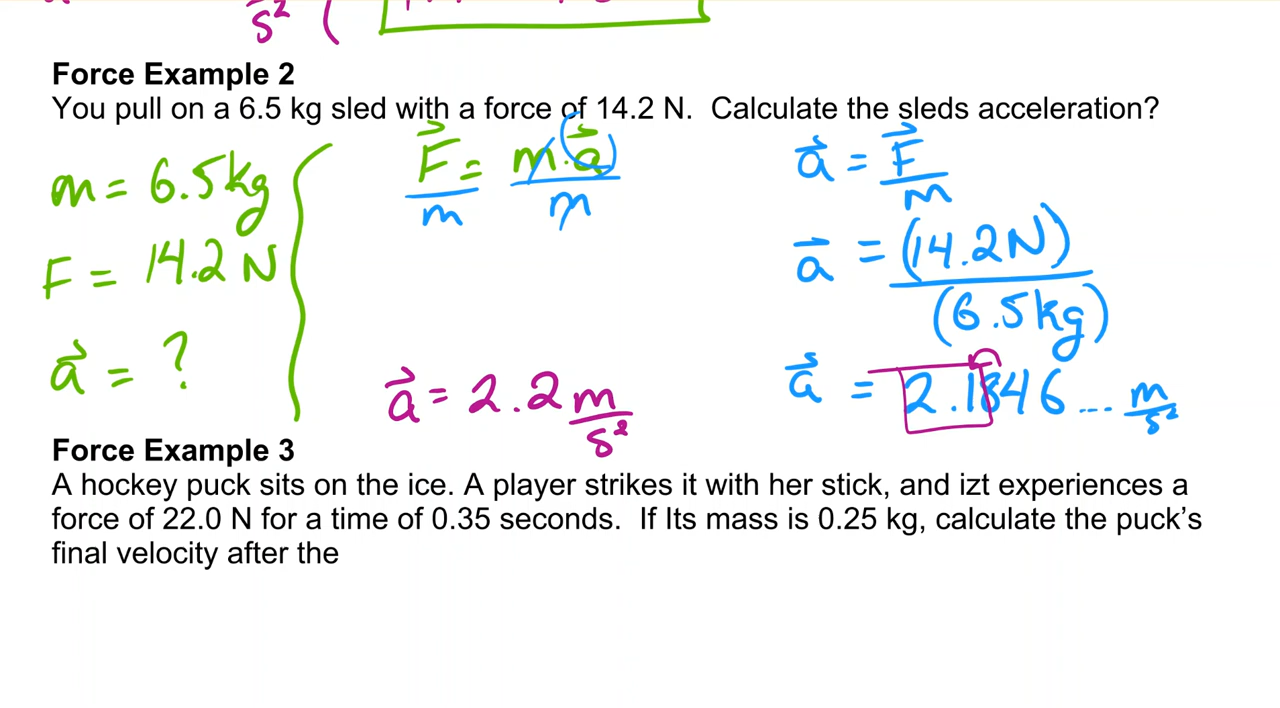 s²
Force Example 2
You pull on a 6.5 kg sled with a force of 14.2 N. Calculate the sleds acceleration?
m = 6.5 kg
F = 14.2 N
a⃗ = ?
F⃗/m = m·a⃗/m
a⃗ = F⃗/m
a⃗ = (14.2 N)/(6.5 kg)
a⃗ = 2.1846... m/s²
a⃗ = 2.2 m/s²
Force Example 3
A hockey puck sits on the ice. A player strikes it with her stick, and izt experiences a
force of 22.0 N for a time of 0.35 seconds. If Its mass is 0.25 kg, calculate the puck’s
final velocity after the